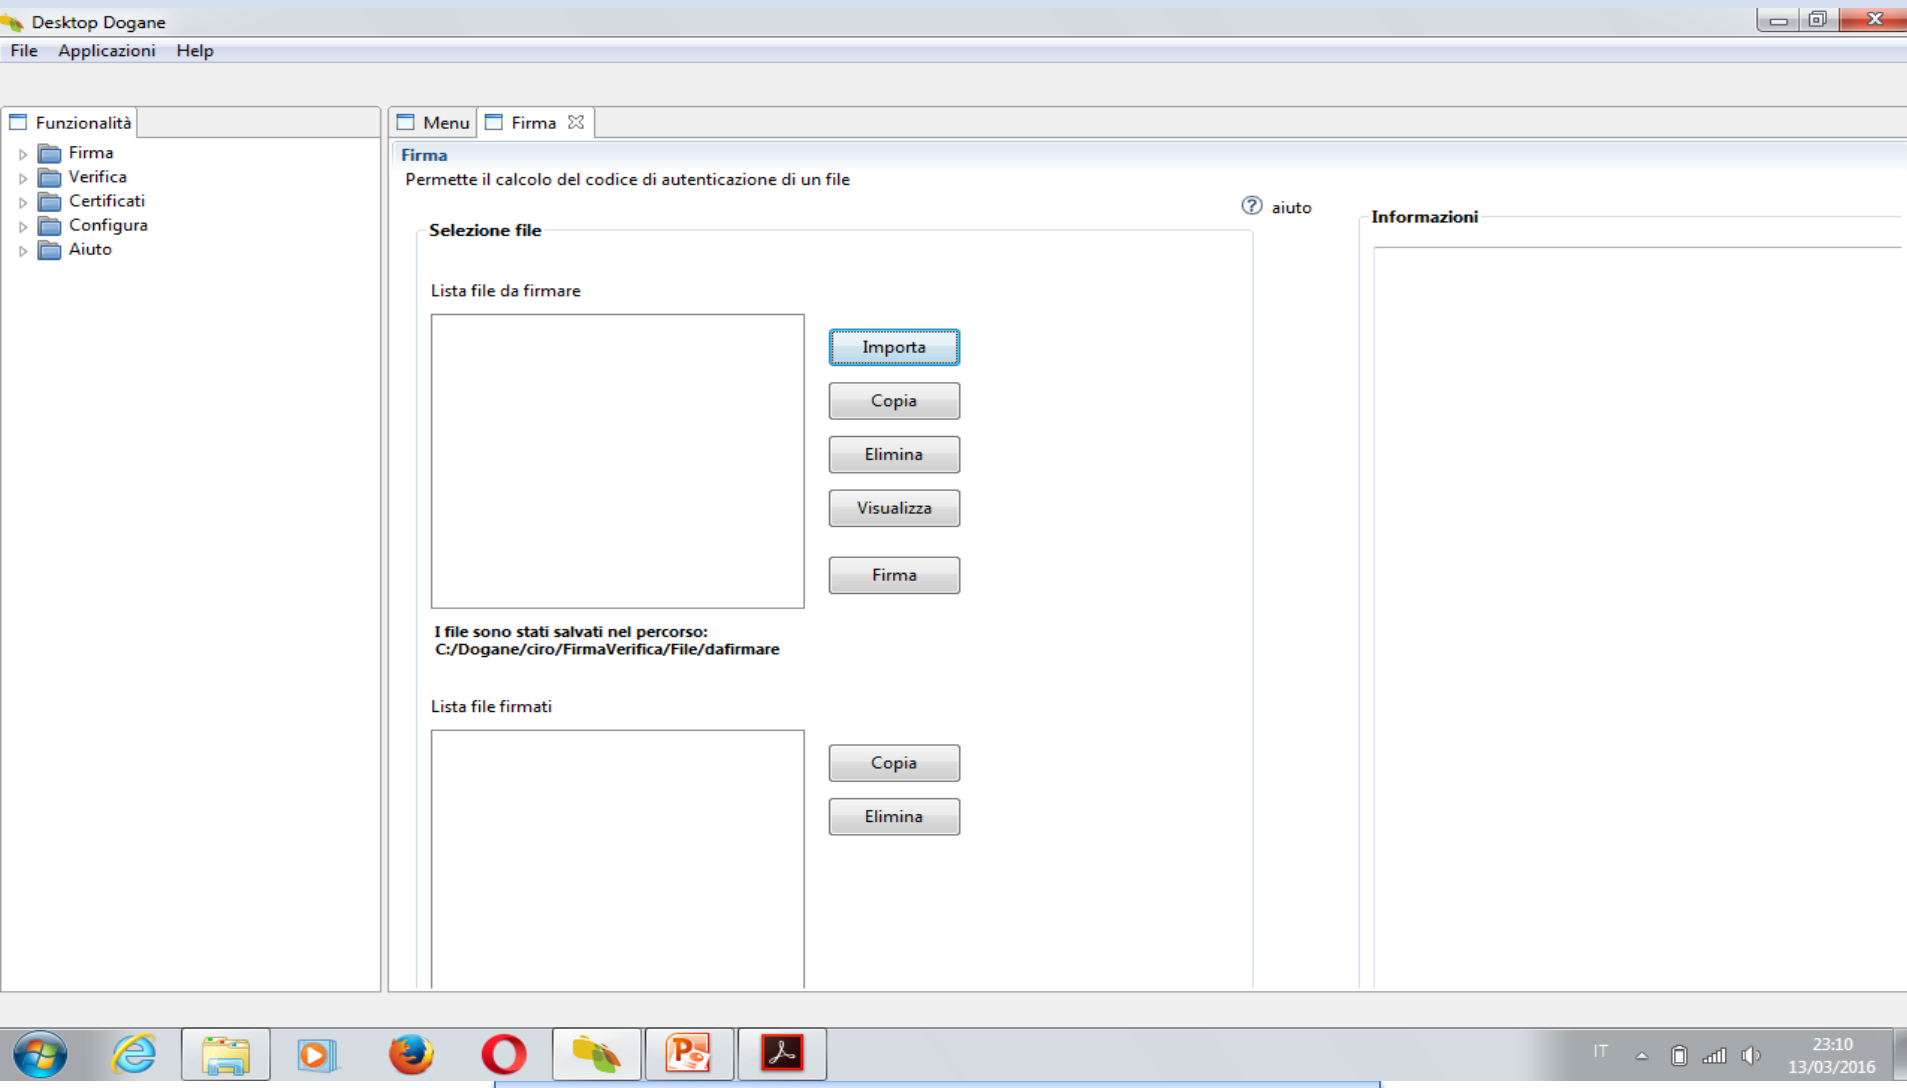 Desktop Dogane
File Applicazioni Help
Funzionalità
Firma
Verifica
Certificati
Configura
Aiuto
Menu Firma
Firma
Permette il calcolo del codice di autenticazione di un file
aiuto
Informazioni
Selezione file
Lista file da firmare
Importa
Copia
Elimina
Visualizza
Firma
I file sono stati salvati nel percorso:
C:/Dogane/ciro/FirmaVerifica/File/dafirmare
Lista file firmati
Copia
Elimina
IT
23:10
13/03/2016